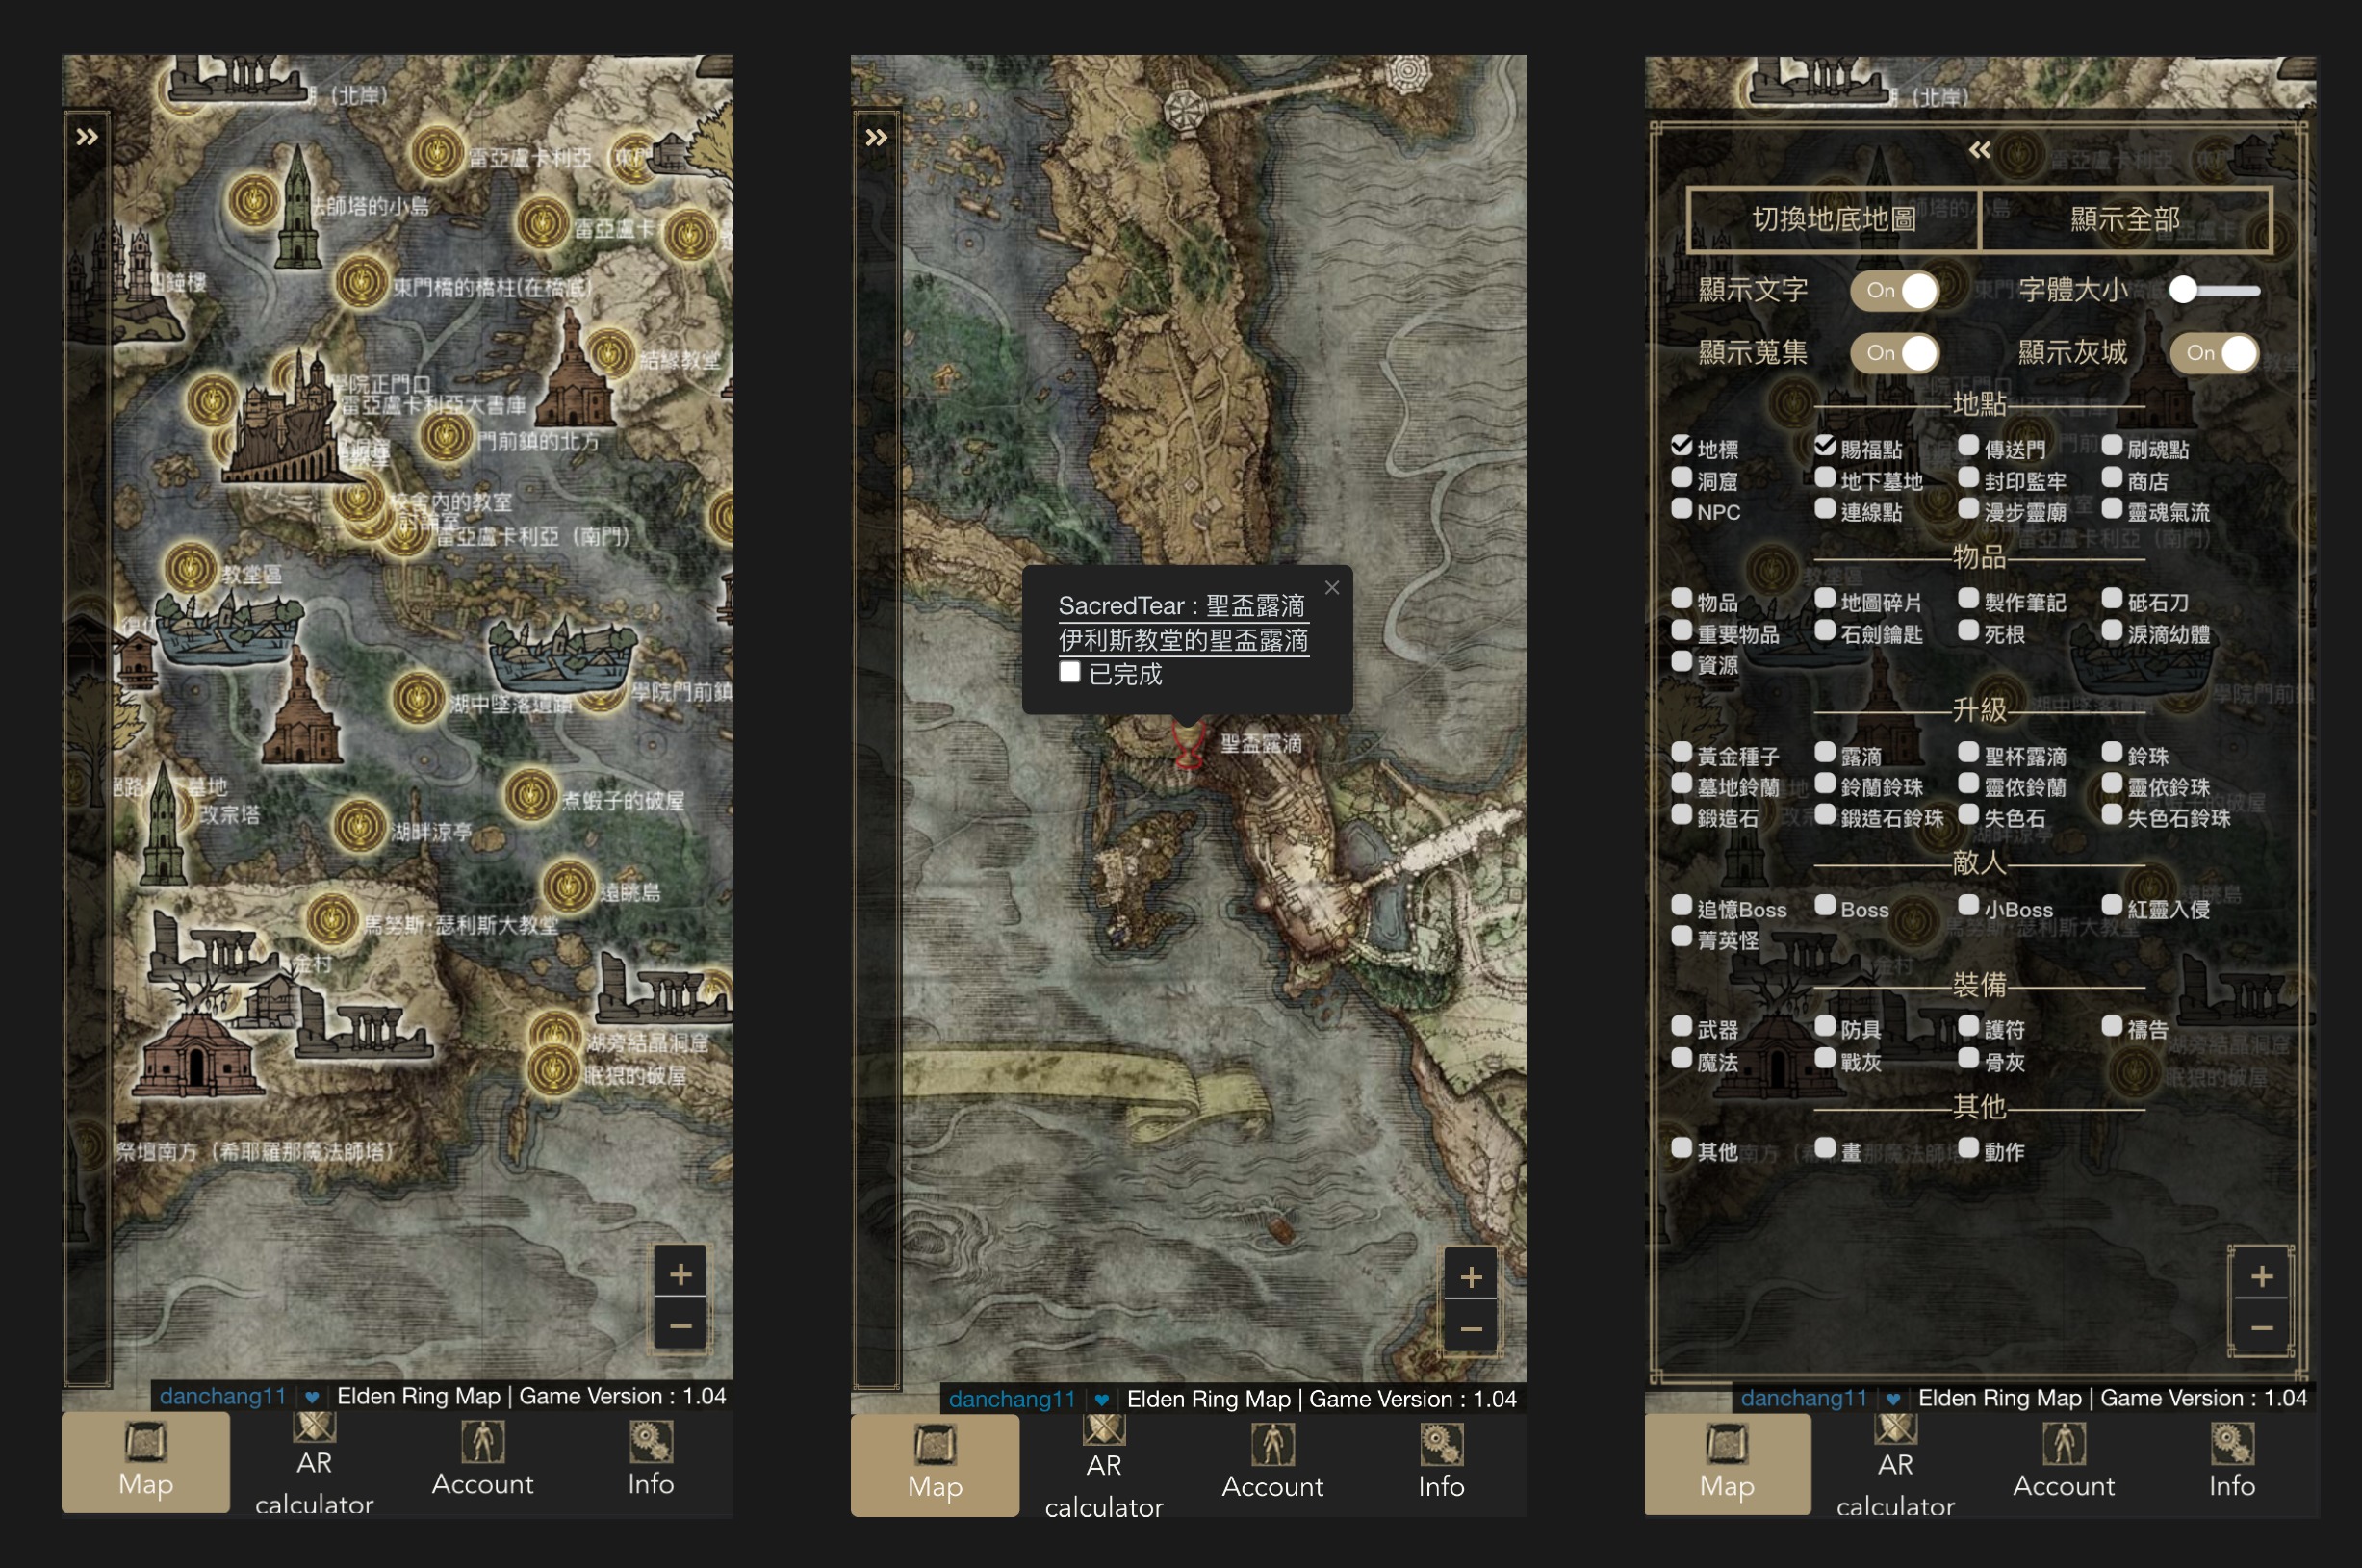 （北岸）
雷亞盧卡利亞（東門
法師塔的小島
雷亞盧卡
四鐘樓
東門橋的橋柱(在橋底)
結緣教堂
學院正門口
雷亞盧卡利亞大書庫
門前鎮的北方
校舍內的教室
討論室
雷亞盧卡利亞（南門）
教堂區
湖中墜落遺蹟
學院門前鎮
改宗塔
煮蝦子的破屋
湖畔涼亭
遠眺島
馬努斯·瑟利斯大教堂
金村
湖旁結晶洞窟
眠狼的破屋
祭壇南方（希耶羅那魔法師塔）
+
−
danchang11 | ♥ Elden Ring Map | Game Version : 1.04
Map
AR calculator
Account
Info
SacredTear : 聖盃露滴
伊利斯教堂的聖盃露滴
已完成
聖盃露滴
+
−
danchang11 | ♥ Elden Ring Map | Game Version : 1.04
Map
AR calculator
Account
Info
（北岸）
切換地底地圖 顯示全部
顯示文字 On 字體大小
顯示蒐集 On 顯示灰城 On
地點
地標 賜福點 傳送門 刷魂點
洞窟 地下墓地 封印監牢 商店
NPC 連線點 漫步靈廟 靈魂氣流
物品
物品 地圖碎片 製作筆記 砥石刀
重要物品 石劍鑰匙 死根 淚滴幼體
資源
升級
黃金種子 露滴 聖杯露滴 鈴珠
墓地鈴蘭 鈴蘭鈴珠 靈依鈴蘭 靈依鈴珠
鍛造石 鍛造石鈴珠 失色石 失色石鈴珠
敵人
追憶Boss Boss 小Boss 紅靈入侵
菁英怪
裝備
武器 防具 護符 禱告
魔法 戰灰 骨灰
其他
其他 畫 動作
+
−
danchang11 | ♥ Elden Ring Map | Game Version : 1.04
Map
AR calculator
Account
Info